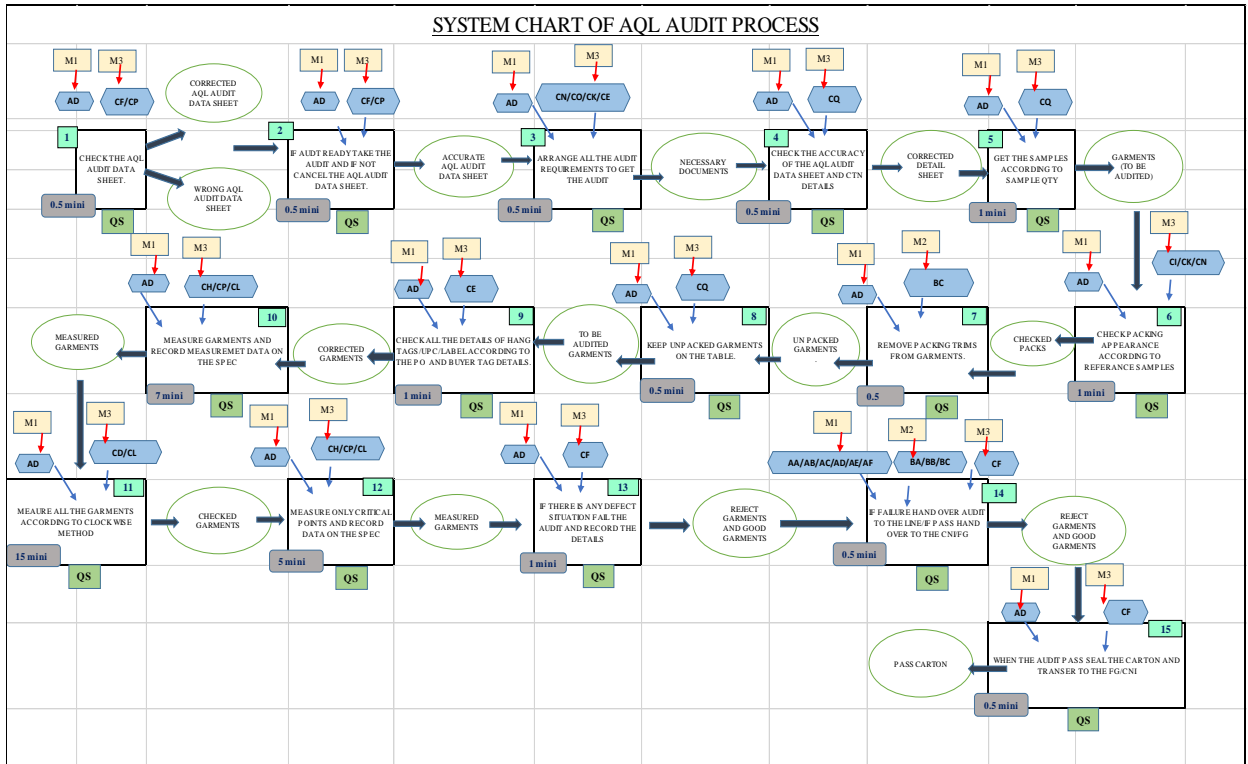 SYSTEM CHART OF AQL AUDIT PROCESS
M1
M3
AD
CF/CP
CORRECTED
AQL AUDIT
DATA SHEET
1
CHECK THE AQL
AUDIT DATA
SHEET.
0.5 mini
QS
WRONG AQL
AUDIT DATA
SHEET
M1
M3
AD
CF/CP
2
IF AUDT READY TAKE THE
AUDIT AND IF NOT
CANCEL THE AQL AUDIT
DATA SHEET.
0.5 mini
QS
ACCURATE
AQL AUDIT
DATA SHEET
M1
M3
AD
CN/CO/CK/CE
3
ARRANGE ALL THE AUDIT
REQUIREMENTS TO GET
THE AUDIT
0.5 mini
QS
NECESSARY
DOCUMENTS
M1
M3
AD
CQ
4
CHECK THE ACCURACY
OF THE AQL AUDIT
DATA SHEET AND CTN
DETAILS
0.5 mini
QS
CORRECTED
DETAIL
SHEET
M1
M3
AD
CQ
5
GET THE SAMPLES
ACCORDING TO
SAMPLE QTY
1 mini
QS
GARMENTS
(TO BE
AUDITED)
M1
M3
AD
CI/CK/CN
6
CHECK PACKING
APPEARANCE
ACCORDING TO
REFERANCE SAMPLES
1 mini
QS
CHECKED
PACKS
M1
M2
AD
BC
7
REMOVE PACKING TRIMS
FROM GARMENTS.
0.5
QS
UN PACKED
GARMENTS
.
M1
M3
AD
CQ
8
KEEP UNPACKED GARMENTS
ON THE TABLE.
0.5 mini
QS
TO BE
AUDITED
GARMENTS
M1
M3
AD
CE
9
CHECK ALL THE DETAILS OF HANG
TAGS/UPC/LABEL ACCORDING TO
THE PO AND BUYER TAG DETAILS.
1 mini
QS
CORRECTED
GARMENTS
M1
M3
AD
CH/CP/CL
10
MEASURE GARMENTS AND
RECORD MEASUREMET DATA ON
THE SPEC
7 mini
QS
MEASURED
GARMENTS
M1
M3
AD
CD/CL
11
MEAURE ALL THE GARMENTS
ACCORDING TO CLOCK WISE
METHOD
15 mini
QS
CHECKED
GARMENTS
M1
M3
AD
CH/CP/CL
12
MEASURE ONLY CRITICAL
POINTS AND RECORD
DATA ON THE SPEC
5 mini
QS
MEASURED
GARMENTS
M1
M3
AD
CF
13
IF THERE IS ANY DEFECT
SITUATION FAIL THE
AUDIT AND RECORD THE
DETAILS
1 mini
QS
REJECT
GARMENTS
AND GOOD
GARMENTS
M1
M2
M3
AA/AB/AC/AD/AE/AF
BA/BB/BC
CF
14
IF FAILURE HAND OVER AUDIT
TO THE LINE/IF PASS HAND
OVER TO THE CNI/FG
0.5 mini
QS
REJECT
GARMENTS
AND GOOD
GARMENTS
M1
M3
AD
CF
15
WHEN THE AUDIT PASS SEAL THE CARTON AND
TRANSER TO THE FG/CNI
0.5 mini
QS
PASS CARTON